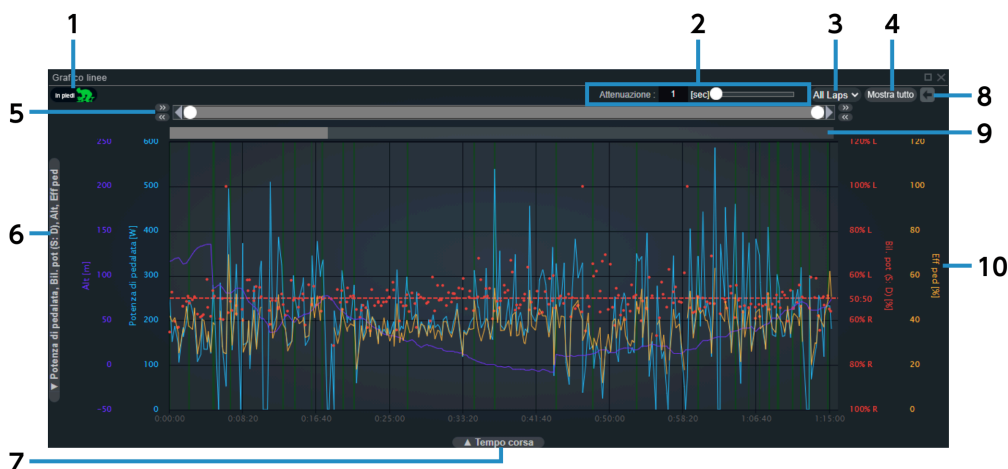 1
2
3
4
Grafico linee
in piedi
Attenuazione : 1 [sec]
All Laps
Mostra tutto
5
8
9
6
10
7
▼ Potenza di pedalata, Bil. pot (S: D), Alt, Eff ped
Alt [m]
250
200
150
100
50
0
-50
Potenza di pedalata [W]
600
500
400
300
200
100
0
120% L
100% L
80% L
60% L
50:50
60% R
80% R
100% R
Bil. pot (S: D) [%]
120
100
80
60
40
20
0
Eff ped [%]
0:00:00
0:08:20
0:16:40
0:25:00
0:33:20
0:41:40
0:50:00
0:58:20
1:06:40
1:15:00
▲ Tempo corsa